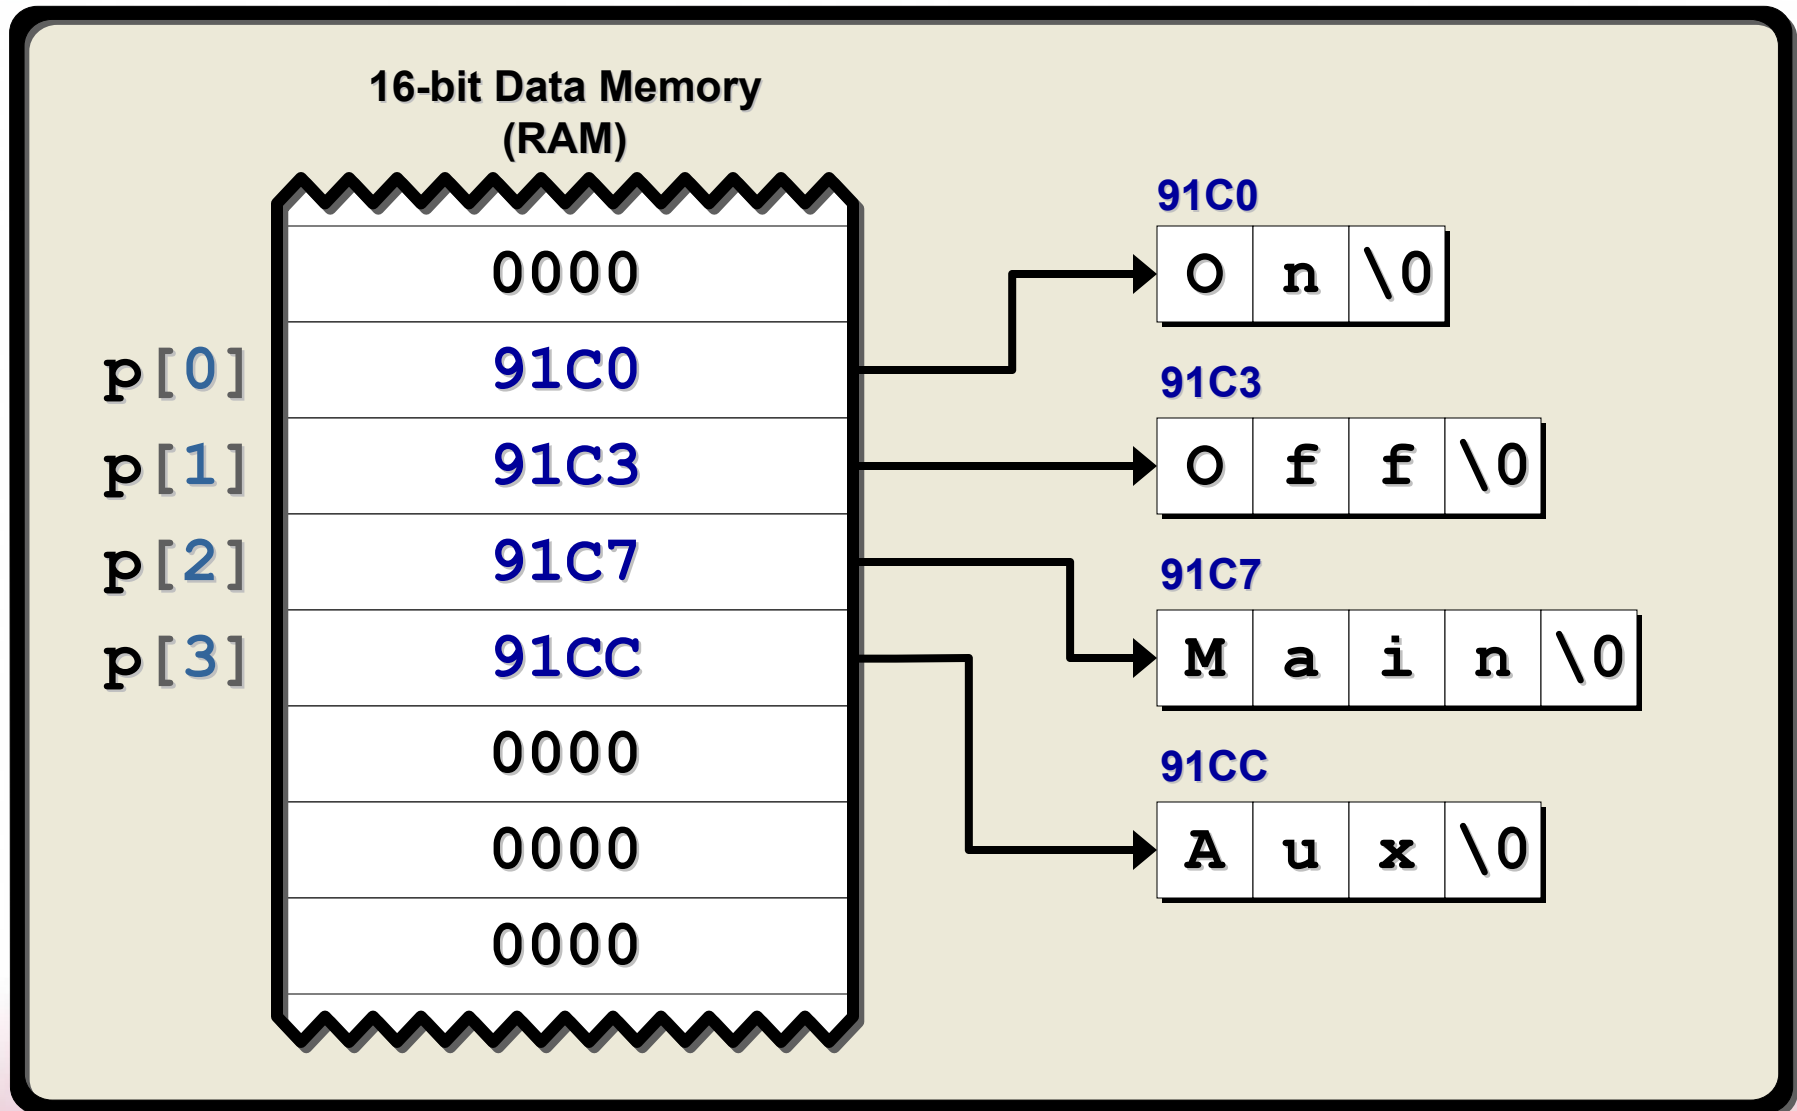 16-bit Data Memory
(RAM)
91C0
0000
O n \0
p[0] 91C0
91C3
p[1] 91C3
O f f \0
p[2] 91C7
91C7
p[3] 91CC
M a i n \0
0000
91CC
0000
A u x \0
0000